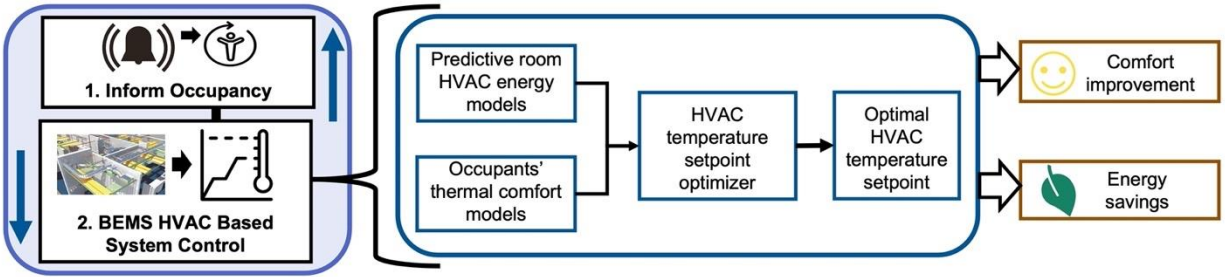 1. Inform Occupancy
2. BEMS HVAC Based
System Control
Predictive room
HVAC energy
models
Occupants'
thermal comfort
models
HVAC
temperature
setpoint
optimizer
Optimal
HVAC
temperature
setpoint
Comfort
improvement
Energy
savings